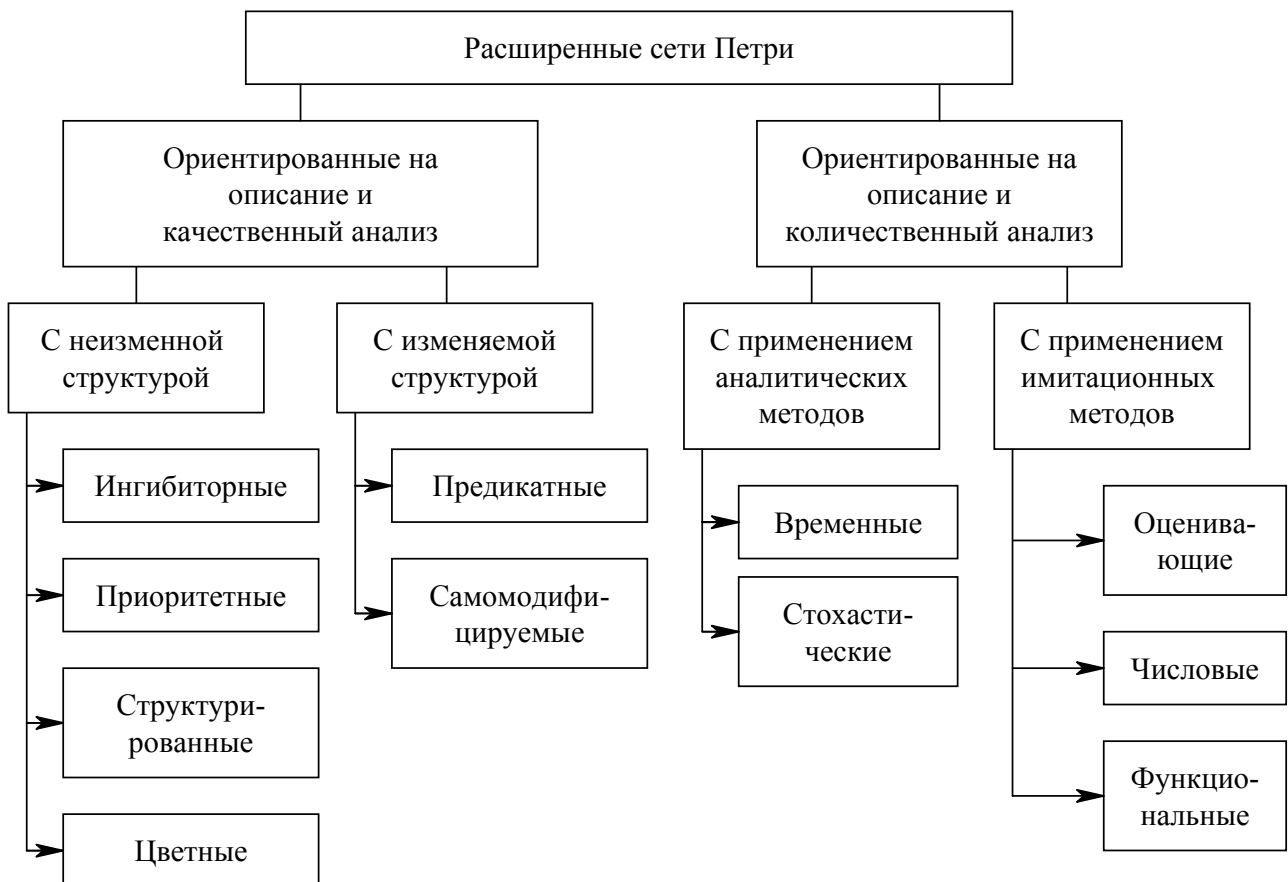 Расширенные сети Петри
Ориентированные на
описание и
качественный анализ
Ориентированные на
описание и
количественный анализ
С неизменной
структурой
С изменяемой
структурой
С применением
аналитических
методов
С применением
имитационных
методов
Ингибиторные
Приоритетные
Структури-
рованные
Цветные
Предикатные
Самомодифи-
цируемые
Временные
Стохасти-
ческие
Оценива-
ющие
Числовые
Функцио-
нальные